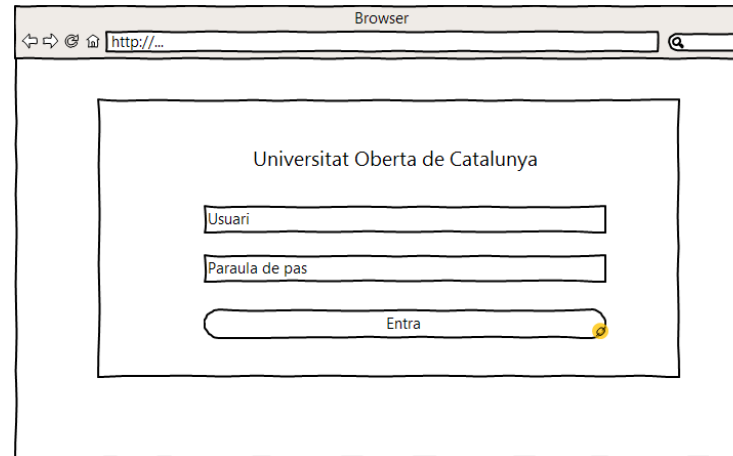 Browser
http://...
Universitat Oberta de Catalunya
Usuari
Paraula de pas
Entra